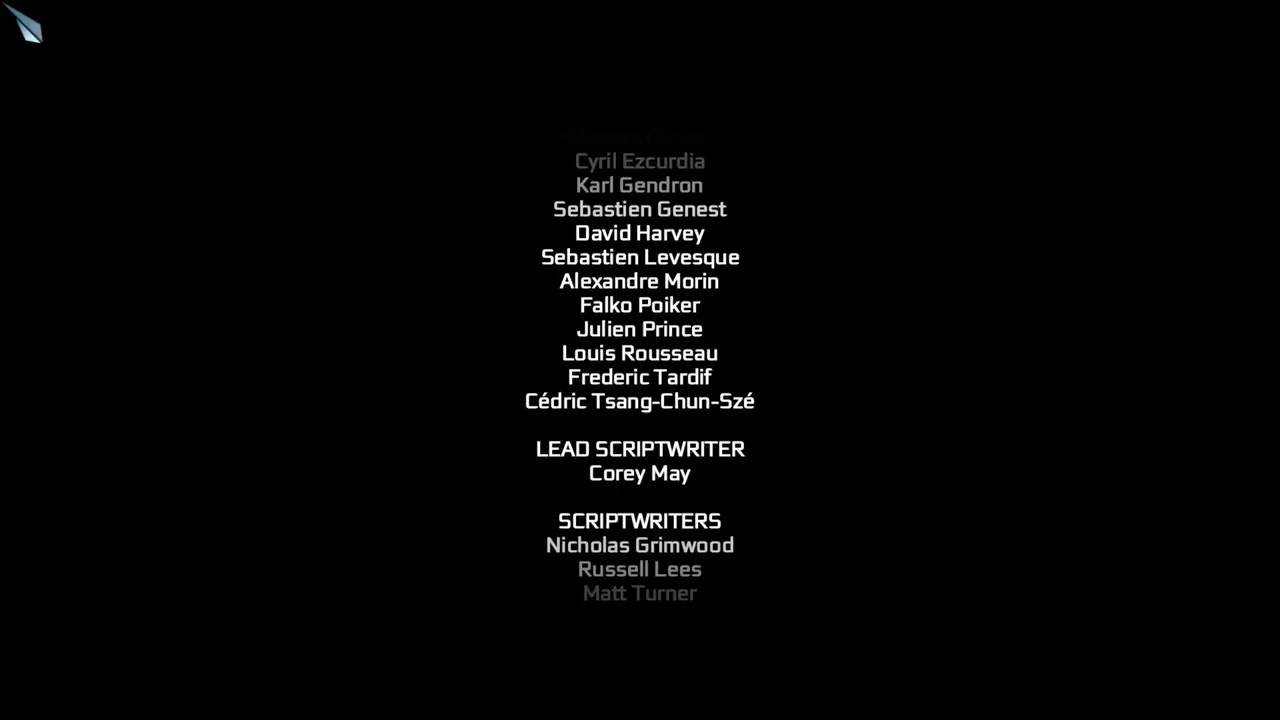 Cyril Ezcurdia
Karl Gendron
Sebastien Genest
David Harvey
Sebastien Levesque
Alexandre Morin
Falko Poiker
Julien Prince
Louis Rousseau
Frederic Tardif
Cédric Tsang-Chun-Szé
LEAD SCRIPTWRITER
Corey May
SCRIPTWRITERS
Nicholas Grimwood
Russell Lees
Matt Turner